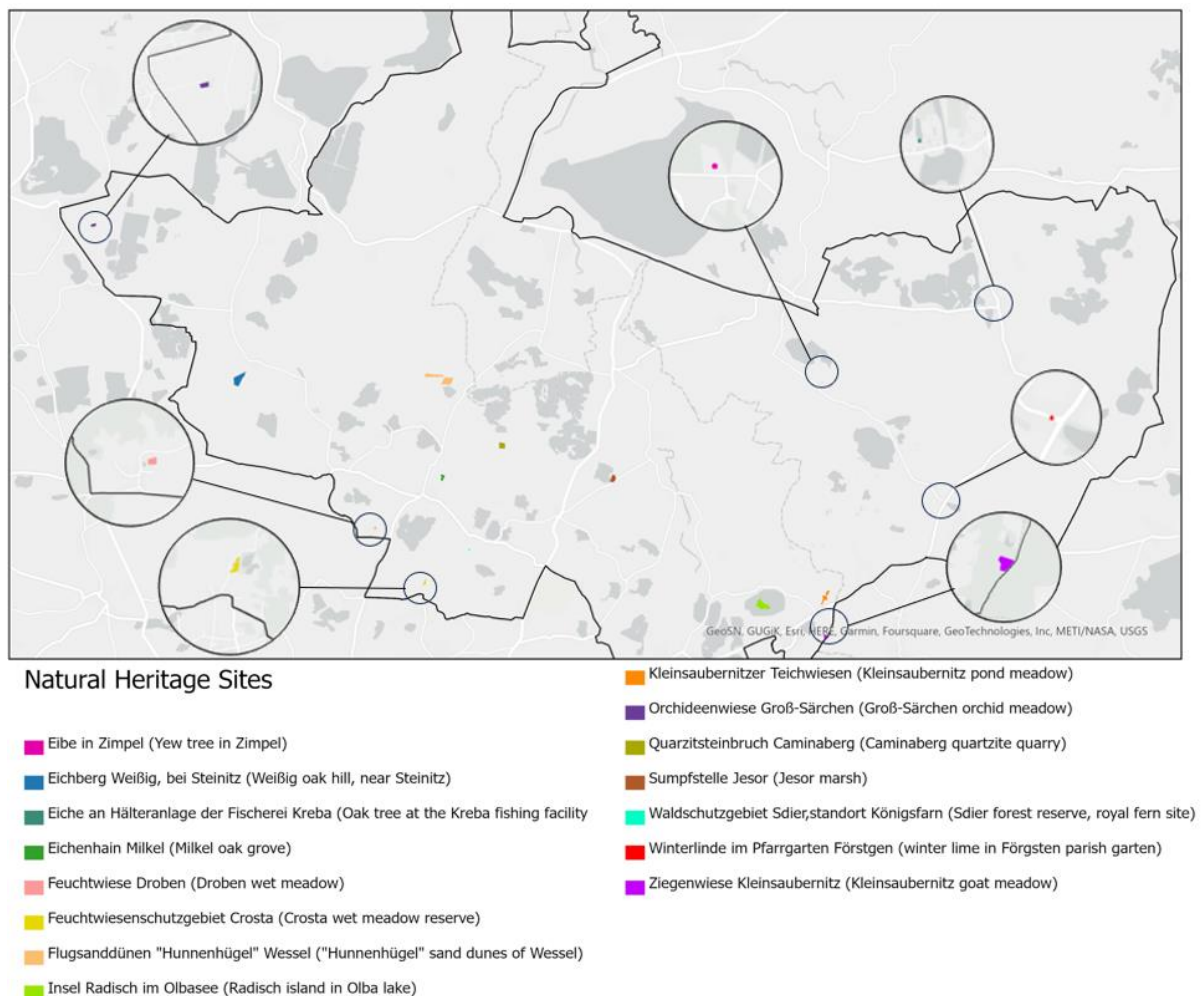 GeoSN, GUGiK, Esri, HERE, Garmin, Foursquare, GeoTechnologies, Inc, METI/NASA, USGS
Natural Heritage Sites
Eibe in Zimpel (Yew tree in Zimpel)
Eichberg Weißig, bei Steinitz (Weißig oak hill, near Steinitz)
Eiche an Hälteranlage der Fischerei Kreba (Oak tree at the Kreba fishing facility
Eichenhain Milkel (Milkel oak grove)
Feuchtwiese Droben (Droben wet meadow)
Feuchtwiesenschutzgebiet Crosta (Crosta wet meadow reserve)
Flugsanddünen "Hunnenhügel" Wessel ("Hunnenhügel" sand dunes of Wessel)
Insel Radisch im Olbasee (Radisch island in Olba lake)
Kleinsaubernitzer Teichwiesen (Kleinsaubernitz pond meadow)
Orchideenwiese Groß-Särchen (Groß-Särchen orchid meadow)
Quarzitsteinbruch Caminaberg (Caminaberg quartzite quarry)
Sumpfstelle Jesor (Jesor marsh)
Waldschutzgebiet Sdier,standort Königsfarn (Sdier forest reserve, royal fern site)
Winterlinde im Pfarrgarten Förstgen (winter lime in Förgsten parish garten)
Ziegenwiese Kleinsaubernitz (Kleinsaubernitz goat meadow)